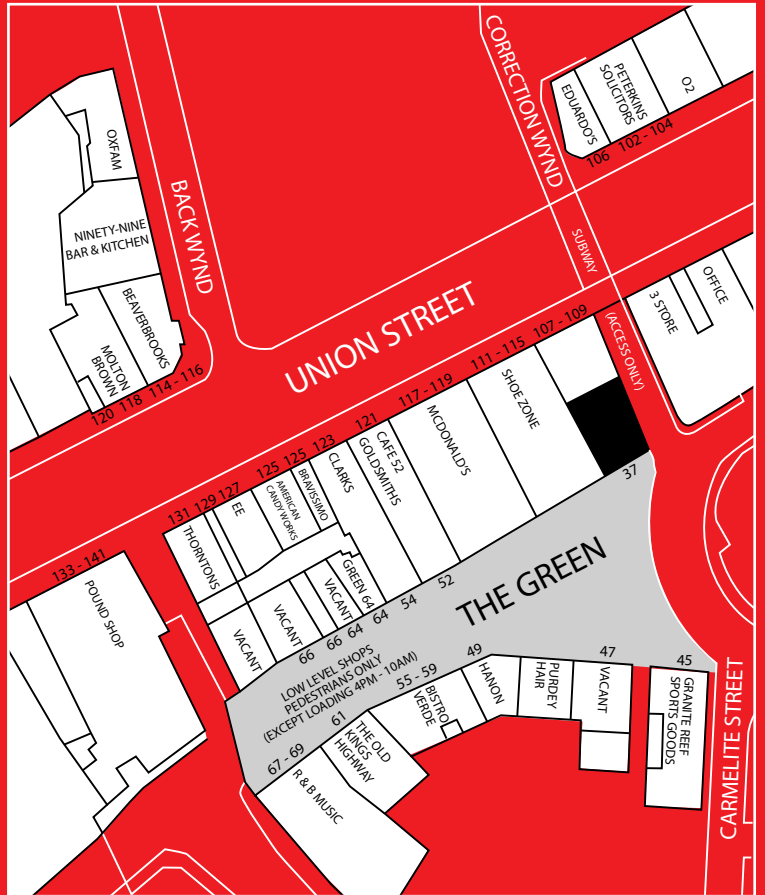 CORRECTION WYND
EDUARDO'S
PETERKINS
SOLICITORS
O2
106
102 - 104
OXFAM
BACK WYND
NINETY-NINE
BAR & KITCHEN
BEAVERBROOKS
MOLTON
BROWN
120
118
114 - 116
SUBWAY
UNION STREET
3 STORE
OFFICE
(ACCESS ONLY)
107 - 109
111 - 115
117 - 119
121
123
125
125
127
129
131
133 - 141
SHOE ZONE
MCDONALD'S
CAFE 52
GOLDSMITHS
CLARKS
BRAVISSIMO
AMERICAN
CANDY WORKS
EE
THORNTONS
POUND SHOP
37
GREEN 64
VACANT
VACANT
VACANT
66
66
64
64
54
52
THE GREEN
LOW LEVEL SHOPS
PEDESTRIANS ONLY
(EXCEPT LOADING 4PM - 10AM)
67 - 69
61
55 - 59
49
47
45
R & B MUSIC
THE OLD
KINGS
HIGHWAY
BISTRO
VERDE
HANON
PURDEY
HAIR
VACANT
GRANITE REEF
SPORTS GOODS
CARMELITE STREET